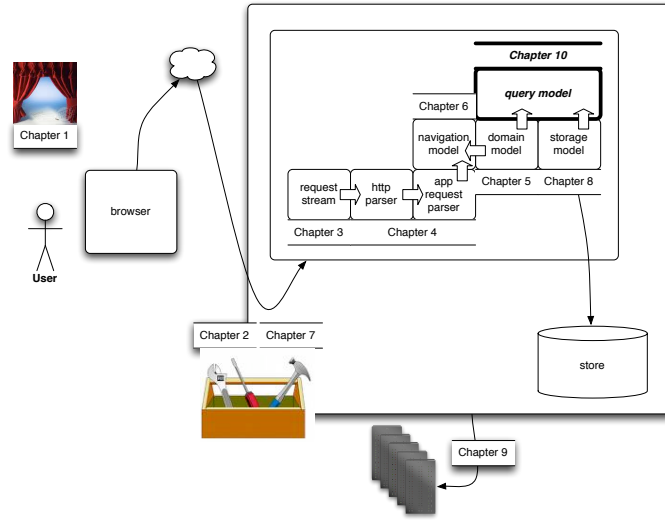 Chapter 10
query model
Chapter 6
Chapter 1
navigation
model
domain
model
storage
model
browser
request
stream
http
parser
app
request
parser
Chapter 5
Chapter 8
Chapter 3
Chapter 4
User
Chapter 2
Chapter 7
store
Chapter 9